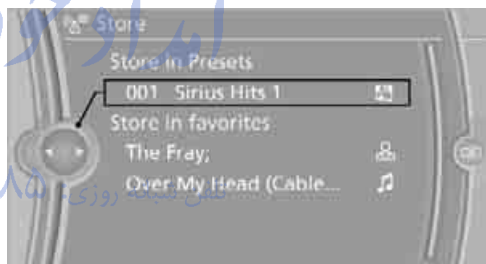 Store
Store in Presets
001 Sirius Hits 1
Store in favorites
The Fray;
Over My Head (Cable...